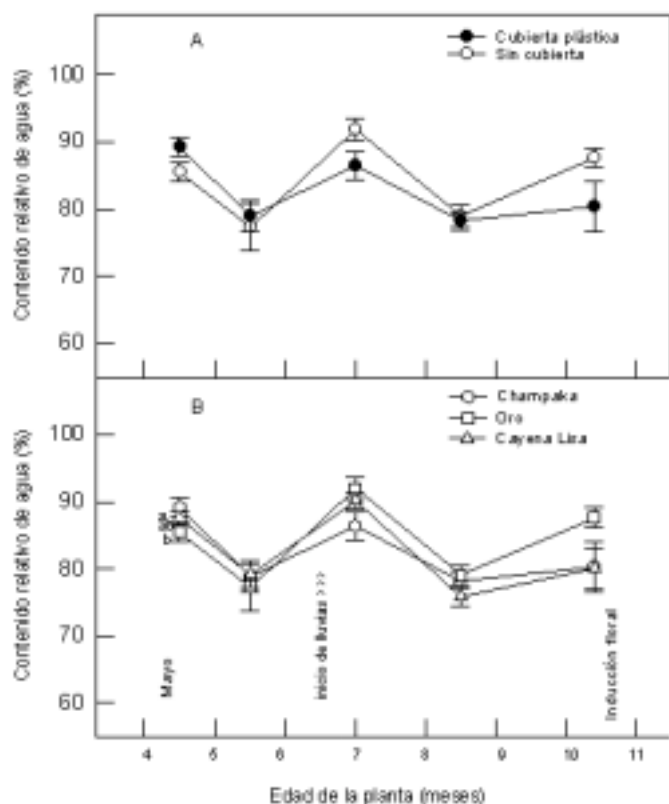 A
Cubierta plástica
Sin cubierta
100
90
80
70
60
Contenido relativo de agua (%)
B
Champaka
Oro
Cayena Lisa
100
90
80
70
60
Contenido relativo de agua (%)
Mayo
inicio de lluvias >>>
Inducción floral
4 5 6 7 8 9 10 11
Edad de la planta (meses)